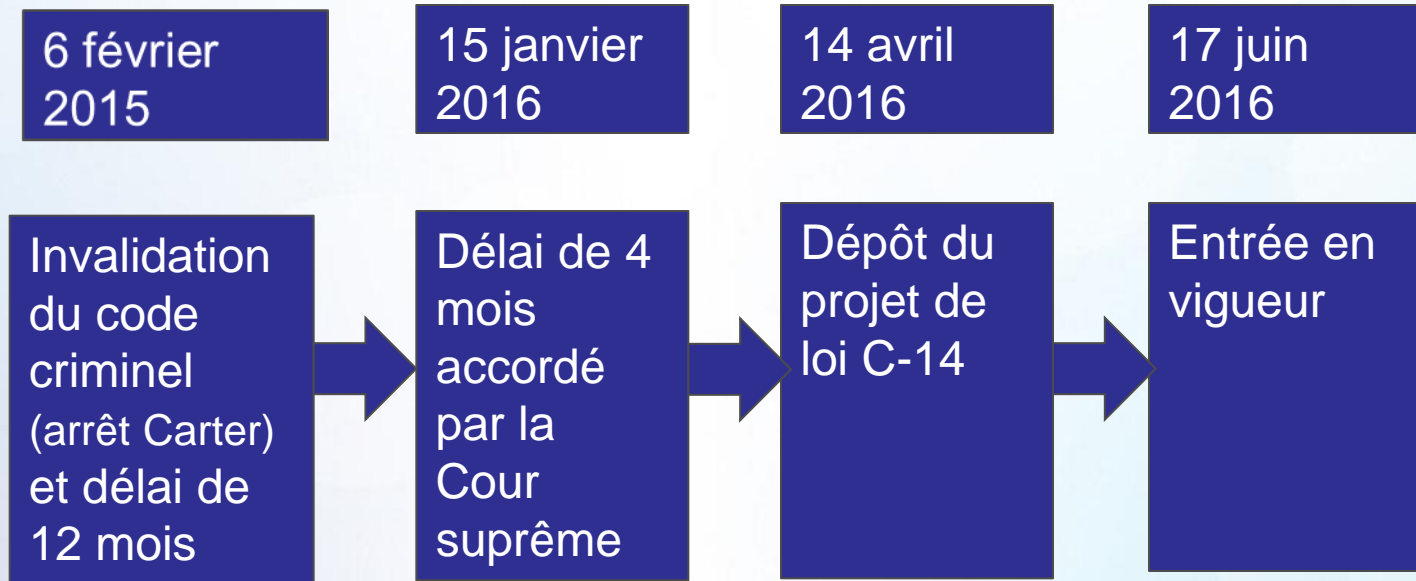 6 février
2015
15 janvier
2016
14 avril
2016
17 juin
2016
Invalidation
du code
criminel
(arrêt Carter)
et délai de
12 mois
Délai de 4
mois
accordé
par la
Cour
suprême
Dépôt du
projet de
loi C-14
Entrée en
vigueur